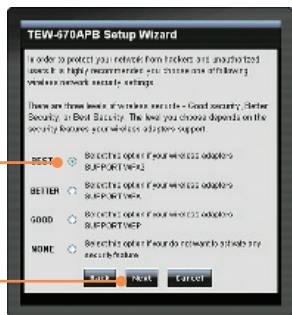 TEW-670APB Setup Wizard
In order to protect your network from hackers and unauthorized
users it is highly recommended you choose one of following
wireless network security settings.
There are three levels of wireless security - Good security, Better
Security, or Best Security. The level you choose depends on the
security features your wireless adapters support.
BEST Select this option if your wireless adapters
SUPPORT WPA2
BETTER Select this option if your wireless adapters
SUPPORT WPA
GOOD Select this option if your wireless adapters
SUPPORT WEP
NONE Select this option if your do not want to activate any
security feature
Back Next Cancel